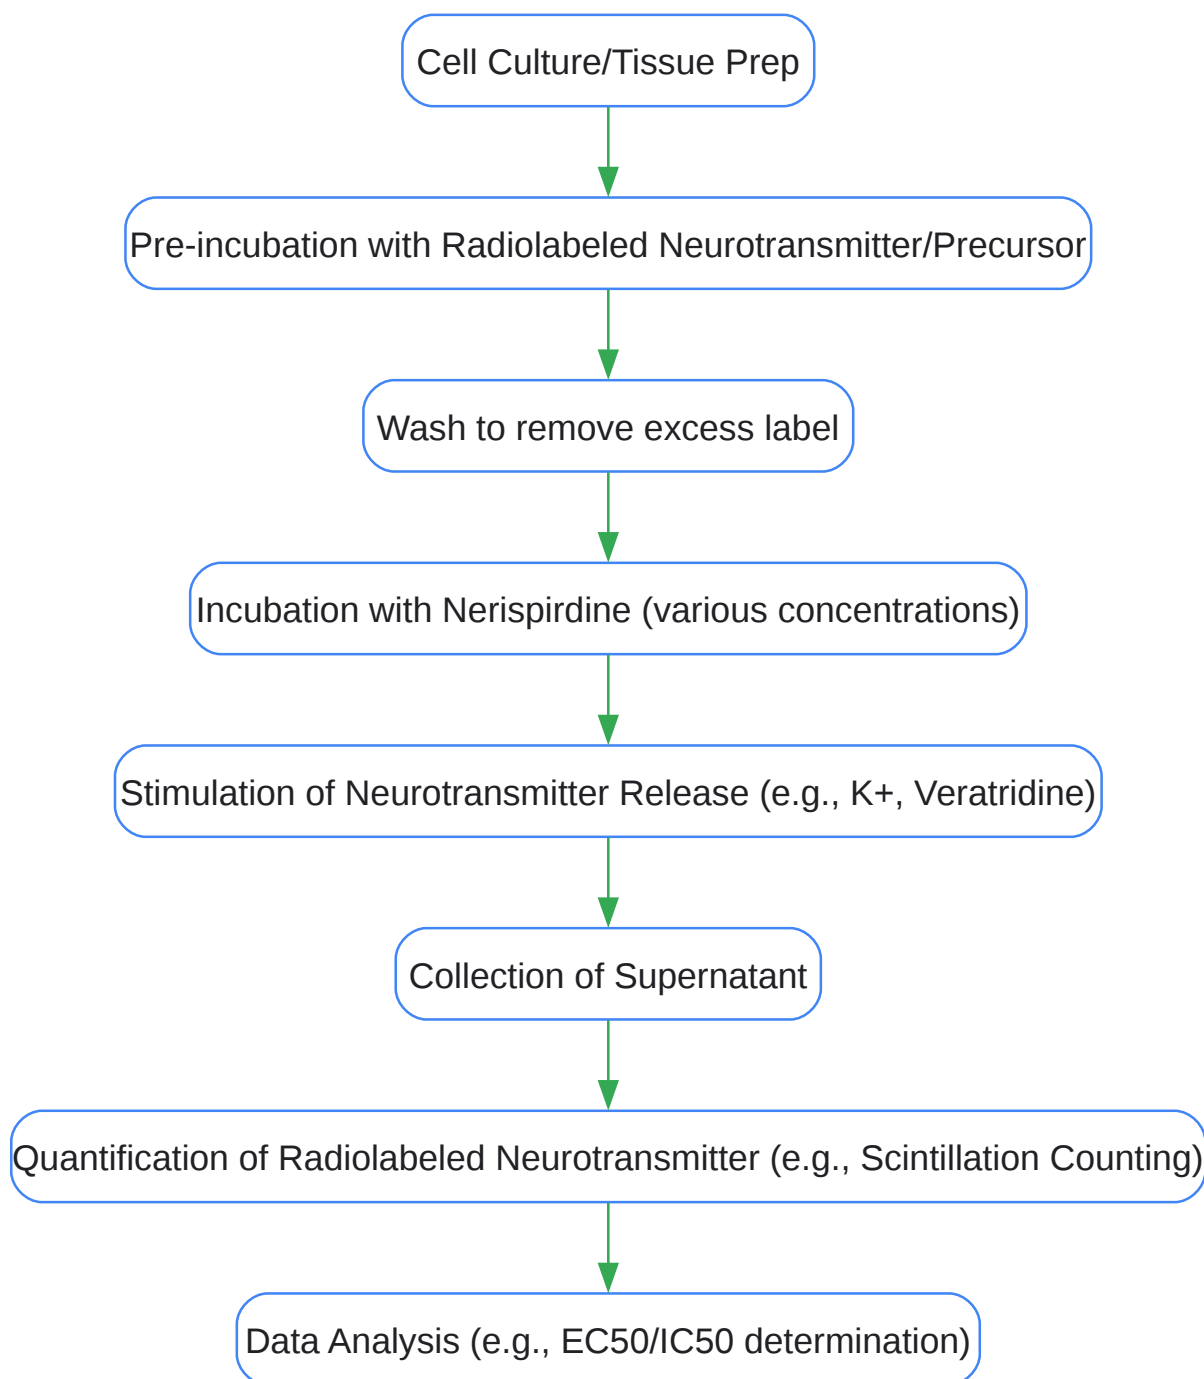 Cell Culture/Tissue Prep
Pre-incubation with Radiolabeled Neurotransmitter/Precursor
Wash to remove excess label
Incubation with Nerispirdine (various concentrations)
Stimulation of Neurotransmitter Release (e.g., K+, Veratridine)
Collection of Supernatant
Quantification of Radiolabeled Neurotransmitter (e.g., Scintillation Counting)
Data Analysis (e.g., EC50/IC50 determination)